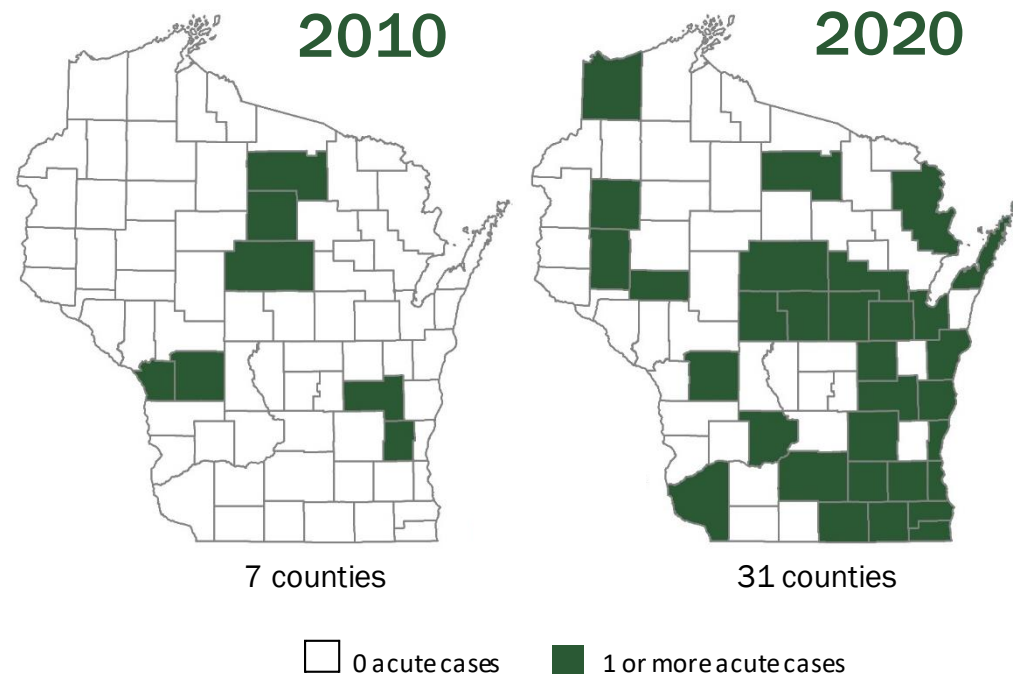 2010
2020
7 counties
31 counties
0 acute cases
1 or more acute cases